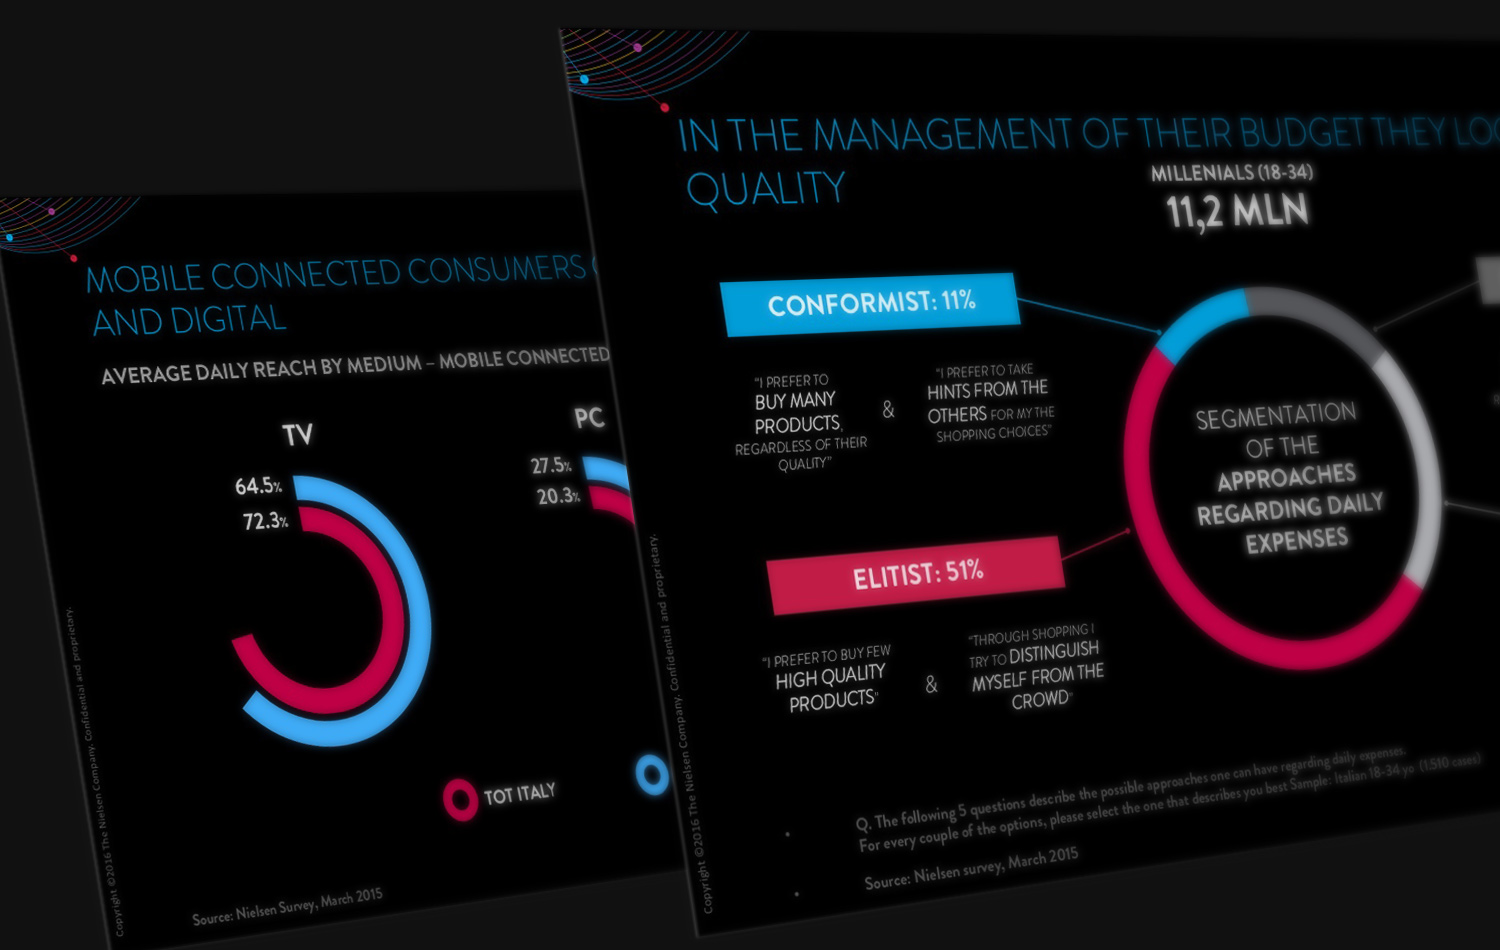 MOBILE CONNECTED CONSUMERS
AND DIGITAL
AVERAGE DAILY REACH BY MEDIUM – MOBILE CONNECTED
TV
64.5%
72.3%
PC
27.5%
20.3%
TOT ITALY
Source: Nielsen Survey, March 2015
Copyright ©2016 The Nielsen Company. Confidential and proprietary.
IN THE MANAGEMENT OF THEIR BUDGET THEY
QUALITY
MILLENIALS (18-34)
11,2 MLN
CONFORMIST: 11%
"I PREFER TO
BUY MANY
PRODUCTS,
REGARDLESS OF THEIR
QUALITY"
&
"I PREFER TO TAKE
HINTS FROM THE
OTHERS FOR MY THE
SHOPPING CHOICES"
SEGMENTATION
OF THE
APPROACHES
REGARDING DAILY
EXPENSES
ELITIST: 51%
"I PREFER TO BUY FEW
HIGH QUALITY
PRODUCTS"
&
"THROUGH SHOPPING I
TRY TO DISTINGUISH
MYSELF FROM THE
CROWD"
Q. The following 5 questions describe the possible approaches one can have regarding daily expenses.
For every couple of the options, please select the one that describes you best Sample: Italian 18-34 yo (1.510 cases)
Source: Nielsen survey, March 2015
Copyright ©2016 The Nielsen Company. Confidential and proprietary.